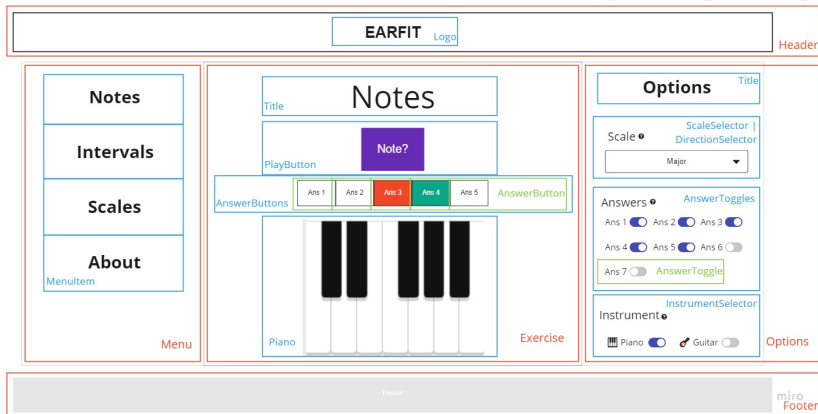 EARFIT
Logo
Header
Notes
Intervals
Scales
About
MenuItem
Menu
Title
Notes
Note?
PlayButton
Ans 1 Ans 2 Ans 3 Ans 4 Ans 5
AnswerButton
AnswerButtons
Piano
Exercise
Options
Title
ScaleSelector |
DirectionSelector
Scale
Major
Answers
AnswerToggles
Ans 1 Ans 2 Ans 3
Ans 4 Ans 5 Ans 6
Ans 7
AnswerToggle
InstrumentSelector
Instrument
Piano Guitar
Options
Footer
miro
Footer